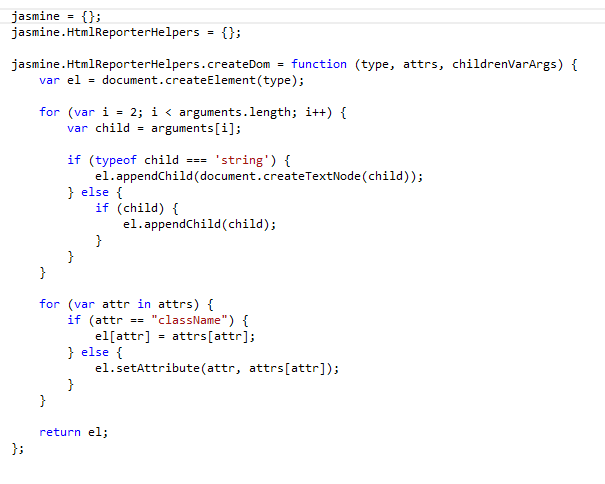 jasmine = {};
jasmine.HtmlReporterHelpers = {};
jasmine.HtmlReporterHelpers.createDom = function (type, attrs, childrenVarArgs) {
var el = document.createElement(type);
for (var i = 2; i < arguments.length; i++) {
var child = arguments[i];
if (typeof child === 'string') {
el.appendChild(document.createTextNode(child));
} else {
if (child) {
el.appendChild(child);
}
}
}
for (var attr in attrs) {
if (attr == "className") {
el[attr] = attrs[attr];
} else {
el.setAttribute(attr, attrs[attr]);
}
}
return el;
};